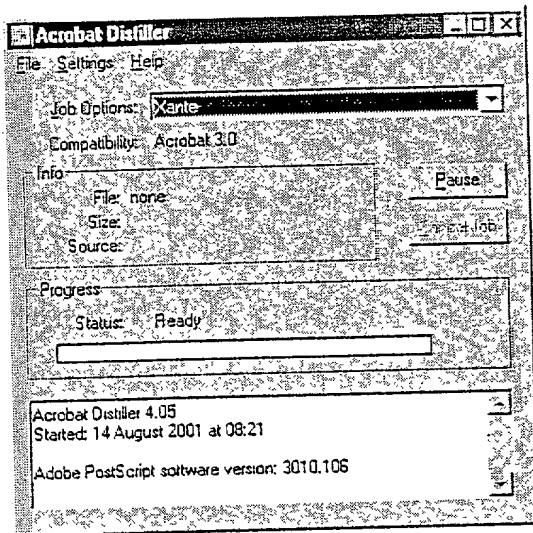 Acrobat Distiller
File Settings Help
Job Options: Xante
Compatibility: Acrobat 3.0
Info
File: none
Size:
Source:
Pause
Cancel Job
Progress
Status: Ready
Acrobat Distiller 4.05
Started: 14 August 2001 at 08:21
Adobe PostScript software version: 3010.106